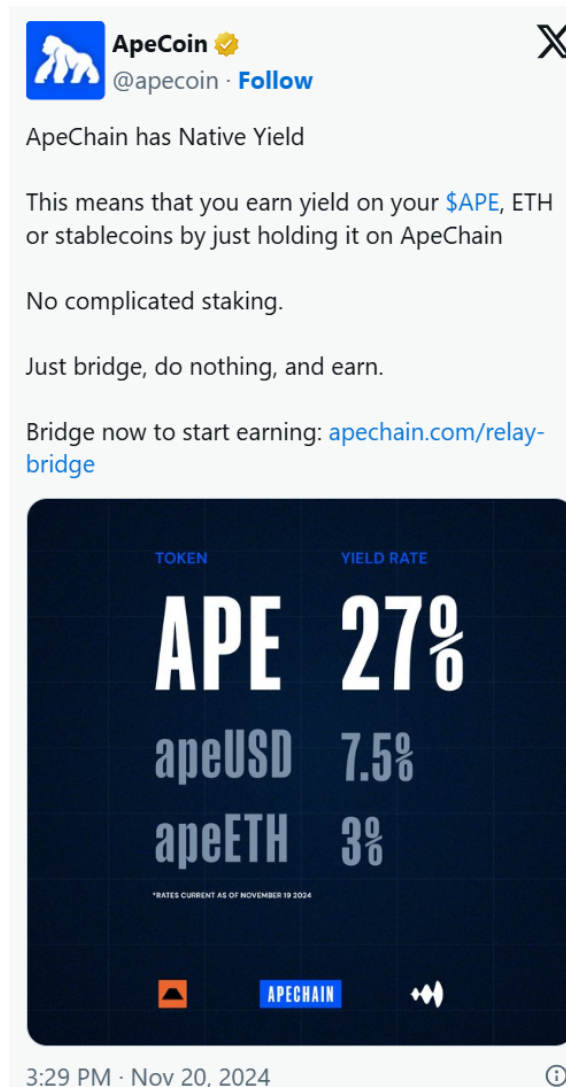 ApeCoin
@apecoin · Follow
ApeChain has Native Yield
This means that you earn yield on your $APE, ETH
or stablecoins by just holding it on ApeChain
No complicated staking.
Just bridge, do nothing, and earn.
Bridge now to start earning: apechain.com/relay-
bridge
TOKEN YIELD RATE
APE 27%
apeUSD 7.5%
apeETH 3%
*RATES CURRENT AS OF NOVEMBER 19 2024
APECHAIN
3:29 PM · Nov 20, 2024